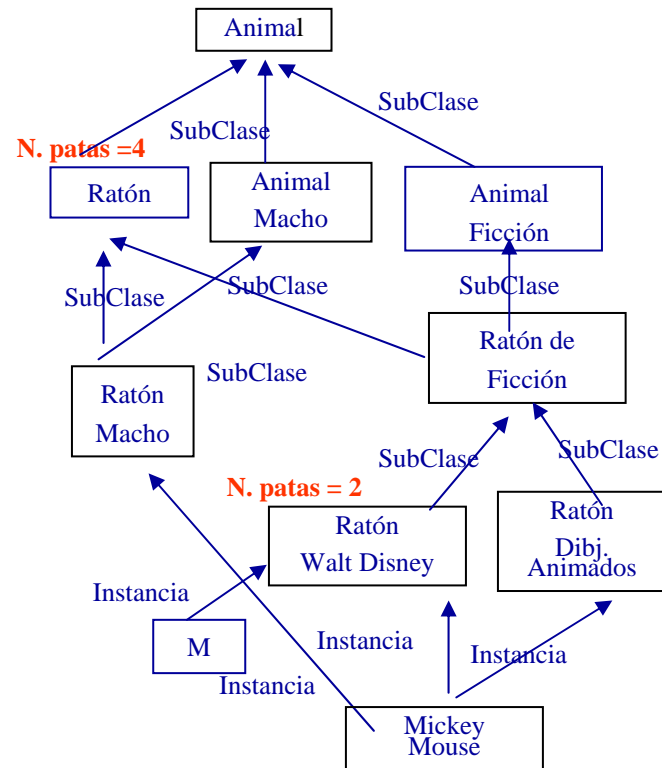 Animal
SubClase
SubClase
N. patas =4
Ratón
Animal
Macho
Animal
Ficción
SubClase
SubClase
SubClase
Ratón de
Ficción
SubClase
Ratón
Macho
SubClase
SubClase
N. patas = 2
Ratón
Walt Disney
Ratón
Dibj.
Animados
Instancia
M
Instancia
Instancia
Instancia
Mickey
Mouse